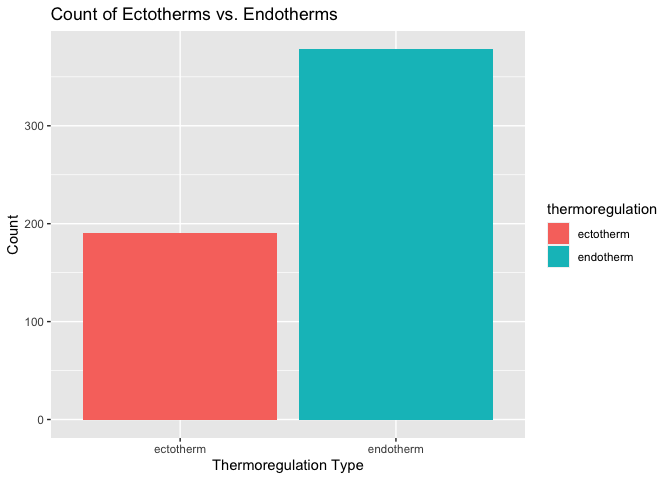 Count of Ectotherms vs. Endotherms
Count
300
200
100
0
ectotherm endotherm
Thermoregulation Type
thermoregulation
ectotherm
endotherm